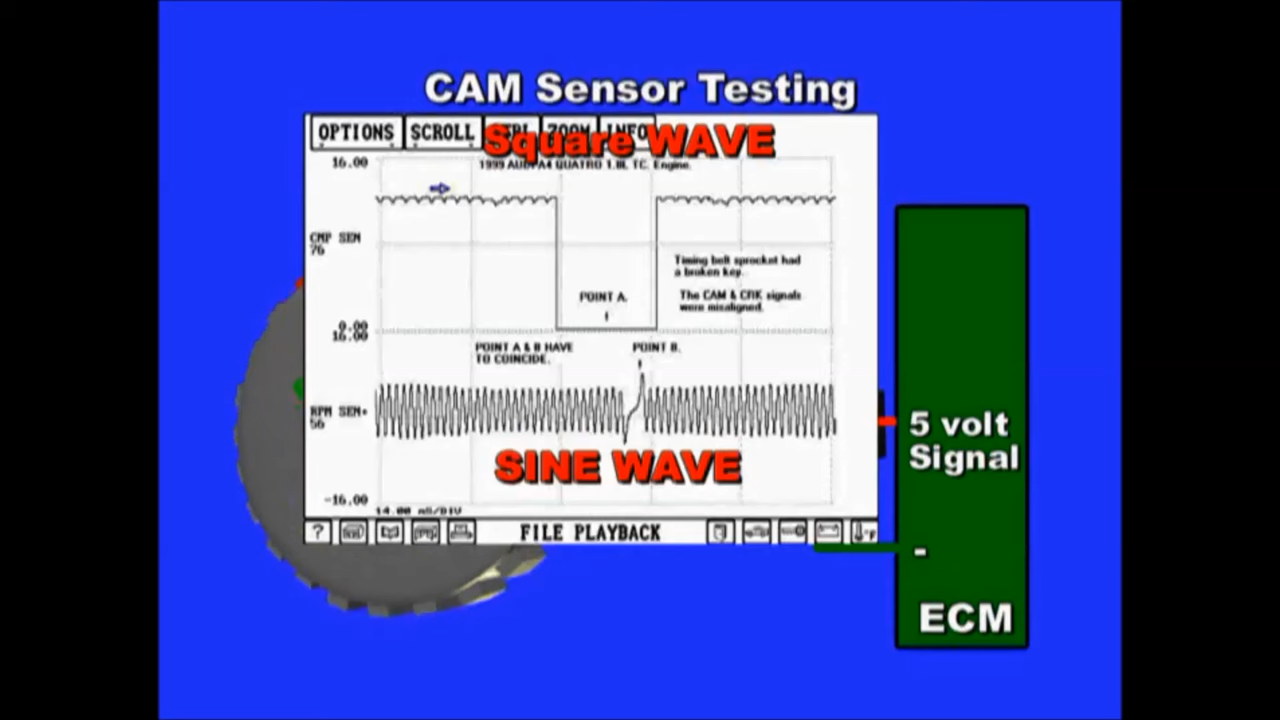 CAM Sensor Testing
OPTIONS SCROLL ZOOM INFO
Square WAVE
16.00
1999 AUDI A4 QUATRO 1.8L TC. Engine.
CMP SEN
76
Timing belt sprocket had
a broken key.
POINT A.
The CAM & CRK signals
were misaligned.
0.00
16.00
POINT A & B HAVE
TO COINCIDE.
POINT B.
RPM SEN+
56
5 volt
Signal
SINE WAVE
-16.00
14.00 mS/DIV
? FILE PLAYBACK °F
-
ECM